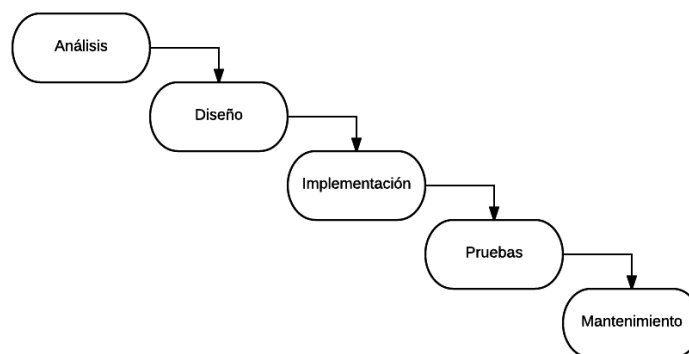 Análisis
Diseño
Implementación
Pruebas
Mantenimiento